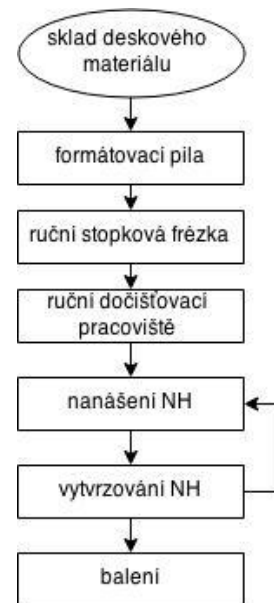 sklad deskového
materiálu
formátovací pila
ruční stopková frézka
ruční dočišťovací
pracoviště
nanášení NH
vytvrzování NH
balení